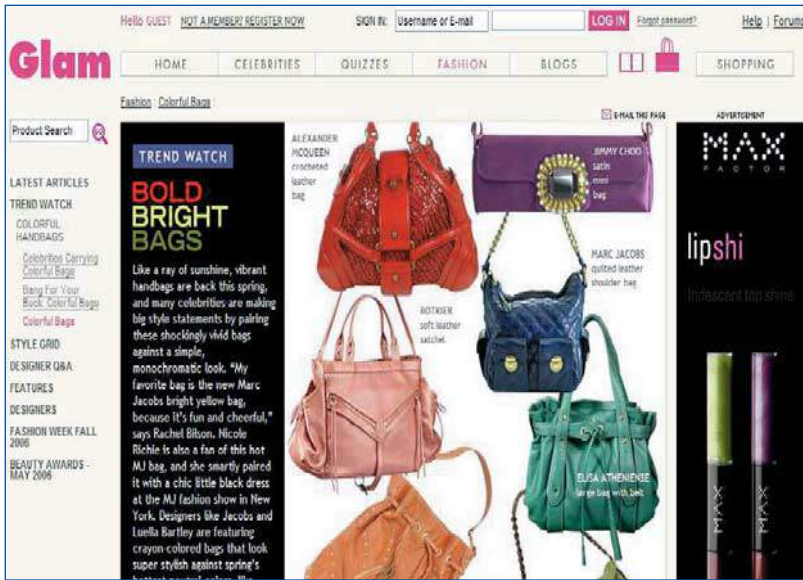 Hello GUEST NOT A MEMBER? REGISTER NOW SIGN IN: Username or E-mail LOG IN Forgot password? Help | Forums
Glam
HOME CELEBRITIES QUIZZES FASHION BLOGS SHOPPING
Fashion : Colorful Bags
E-MAIL THIS PAGE
ADVERTISEMENT
Product Search GO
LATEST ARTICLES
TREND WATCH
COLORFUL
HANDBAGS
Celebrities Carrying
Colorful Bags
Bang For Your
Buck: Colorful Bags
Colorful Bags
STYLE GRID
DESIGNER Q&A
FEATURES
DESIGNERS
FASHION WEEK FALL
2006
BEAUTY AWARDS -
MAY 2006
TREND WATCH
BOLD
BRIGHT
BAGS
Like a ray of sunshine, vibrant
handbags are back this spring,
and many celebrities are making
big style statements by pairing
these shockingly vivid bags
against a simple,
monochromatic look. "My
favorite bag is the new Marc
Jacobs bright yellow bag,
because it's fun and cheerful,"
says Rachel Bilson. Nicole
Richie is also a fan of this hot
MJ bag, and she smartly paired
it with a chic little black dress
at the MJ fashion show in New
York. Designers like Jacobs and
Luella Bartley are featuring
crayon-colored bags that look
super stylish against spring's
ALEXANDER
MCQUEEN
crocheted
leather
bag
JIMMY CHOO
satin
mini
bag
MARC JACOBS
quilted leather
shoulder bag
BOTKIER
soft leather
satchel
ELISA ATHENIENSE
large bag with belt
MAX
FACTOR
lipshi
Iridescent top shine
MAX
MAX